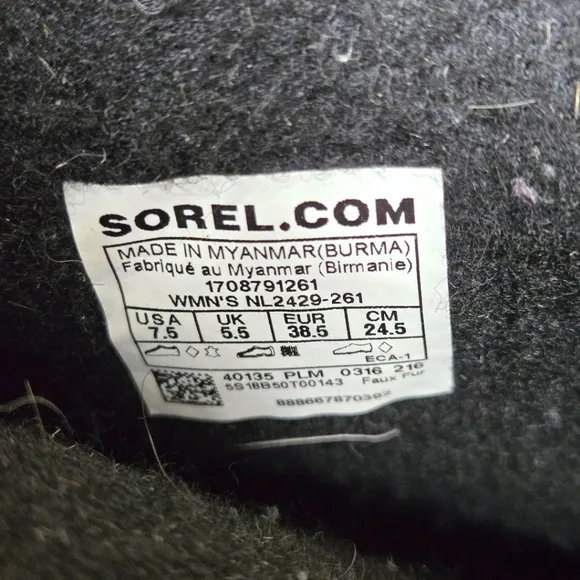 SOREL.COM
MADE IN MYANMAR(BURMA)
Fabriqué au Myanmar (Birmanie)
1708791261
WMN'S NL2429-261
USA UK EUR CM
7.5 5.5 38.5 24.5
ECA-1
40135 PLM 0316 216
5S18B50T00143 Faux Fur
888667870392